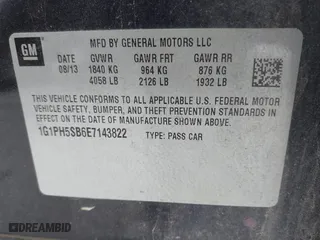 GM
MFD BY GENERAL MOTORS LLC
DATE GVWR GAWR FRT GAWR RR
08/13 1840 KG 964 KG 876 KG
4058 LB 2126 LB 1932 LB
THIS VEHICLE CONFORMS TO ALL APPLICABLE U.S. FEDERAL MOTOR
VEHICLE SAFETY, BUMPER, AND THEFT PREVENTION STANDARDS
IN EFFECT ON THE DATE OF MANUFACTURE SHOWN ABOVE.
1G1PH5SB6E7143822 TYPE: PASS CAR
DREAMBID